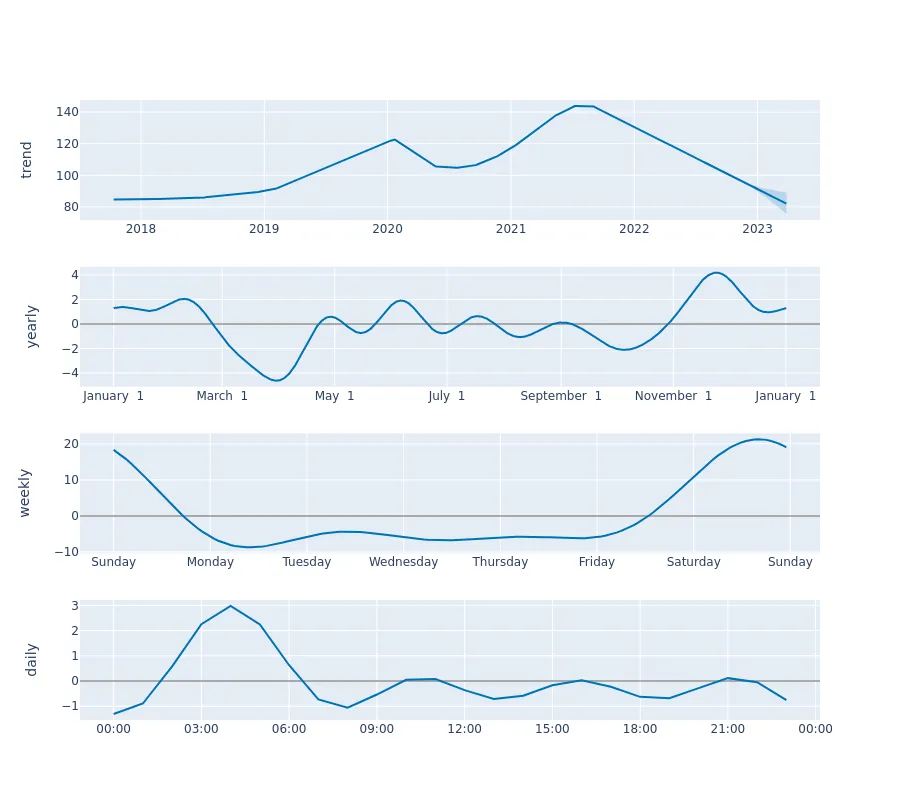 trend
140
120
100
80
2018 2019 2020 2021 2022 2023
yearly
4
2
0
−2
−4
January 1 March 1 May 1 July 1 September 1 November 1 January 1
weekly
20
10
0
−10
Sunday Monday Tuesday Wednesday Thursday Friday Saturday Sunday
daily
3
2
1
0
−1
00:00 03:00 06:00 09:00 12:00 15:00 18:00 21:00 00:00